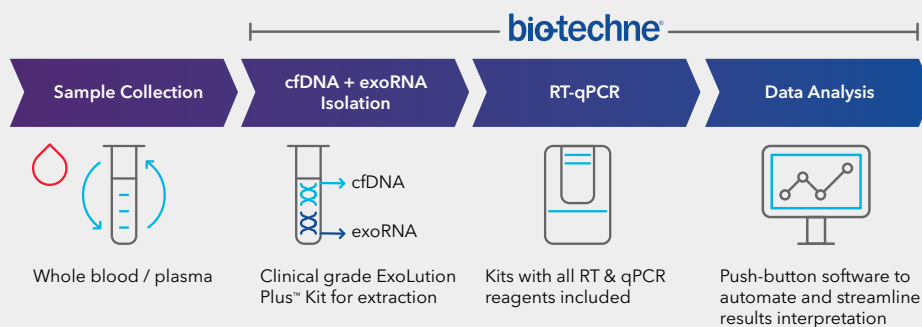 bio-techne®
Sample Collection
cfDNA + exoRNA
Isolation
RT-qPCR
Data Analysis
cfDNA
exoRNA
Whole blood / plasma
Clinical grade ExoLution
Plus™ Kit for extraction
Kits with all RT & qPCR
reagents included
Push-button software to
automate and streamline
results interpretation